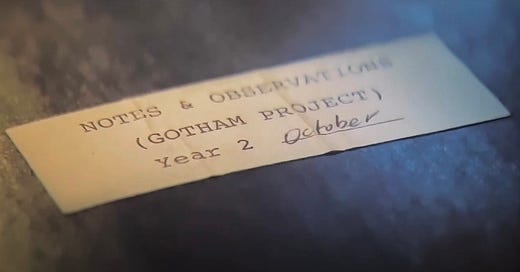 NOTES & OBSERVATIONS
(GOTHAM PROJECT)
Year 2 October